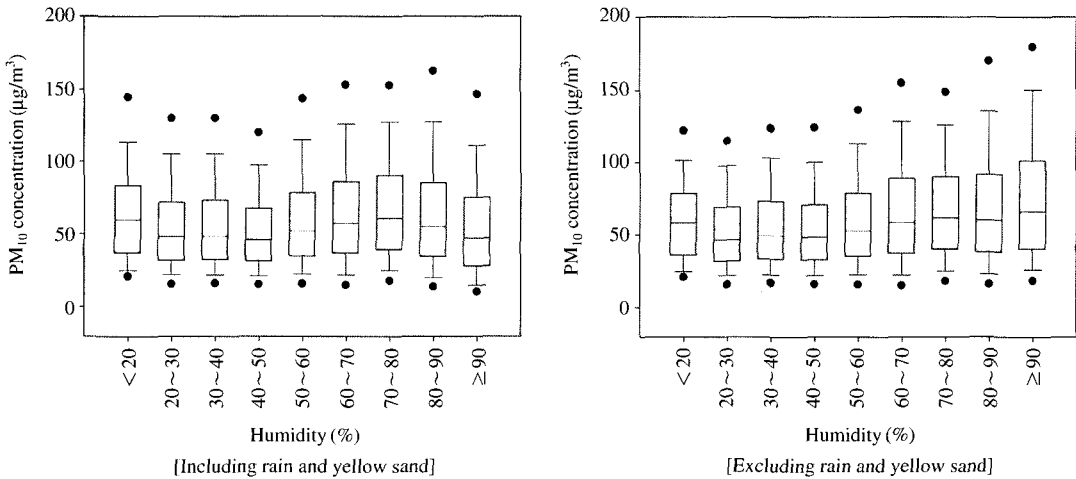 200
150
100
50
0
PM10 concentration (µg/m³)
< 20
20 ~ 30
30 ~ 40
40 ~ 50
50 ~ 60
60 ~ 70
70 ~ 80
80 ~ 90
≥ 90
Humidity (%)
[Including rain and yellow sand]
200
150
100
50
0
PM10 concentration (µg/m³)
< 20
20 ~ 30
30 ~ 40
40 ~ 50
50 ~ 60
60 ~ 70
70 ~ 80
80 ~ 90
≥ 90
Humidity (%)
[Excluding rain and yellow sand]